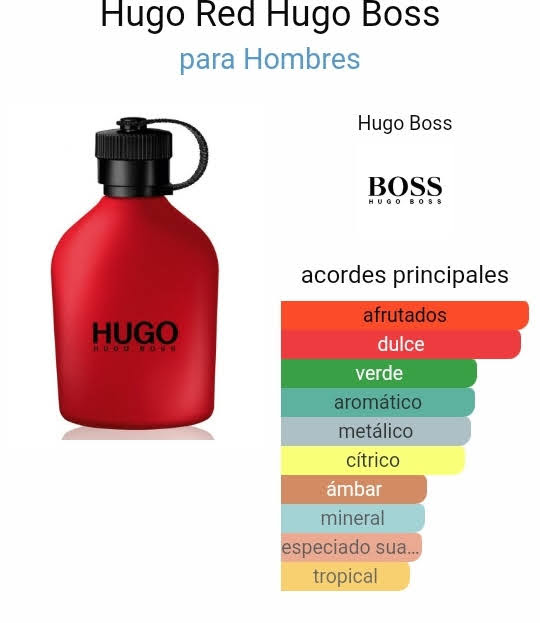 Hugo Red Hugo Boss
para Hombres
HUGO
HUGO BOSS
Hugo Boss
BOSS
HUGO BOSS
acordes principales
afrutados
dulce
verde
aromático
metálico
cítrico
ámbar
mineral
especiado sua...
tropical